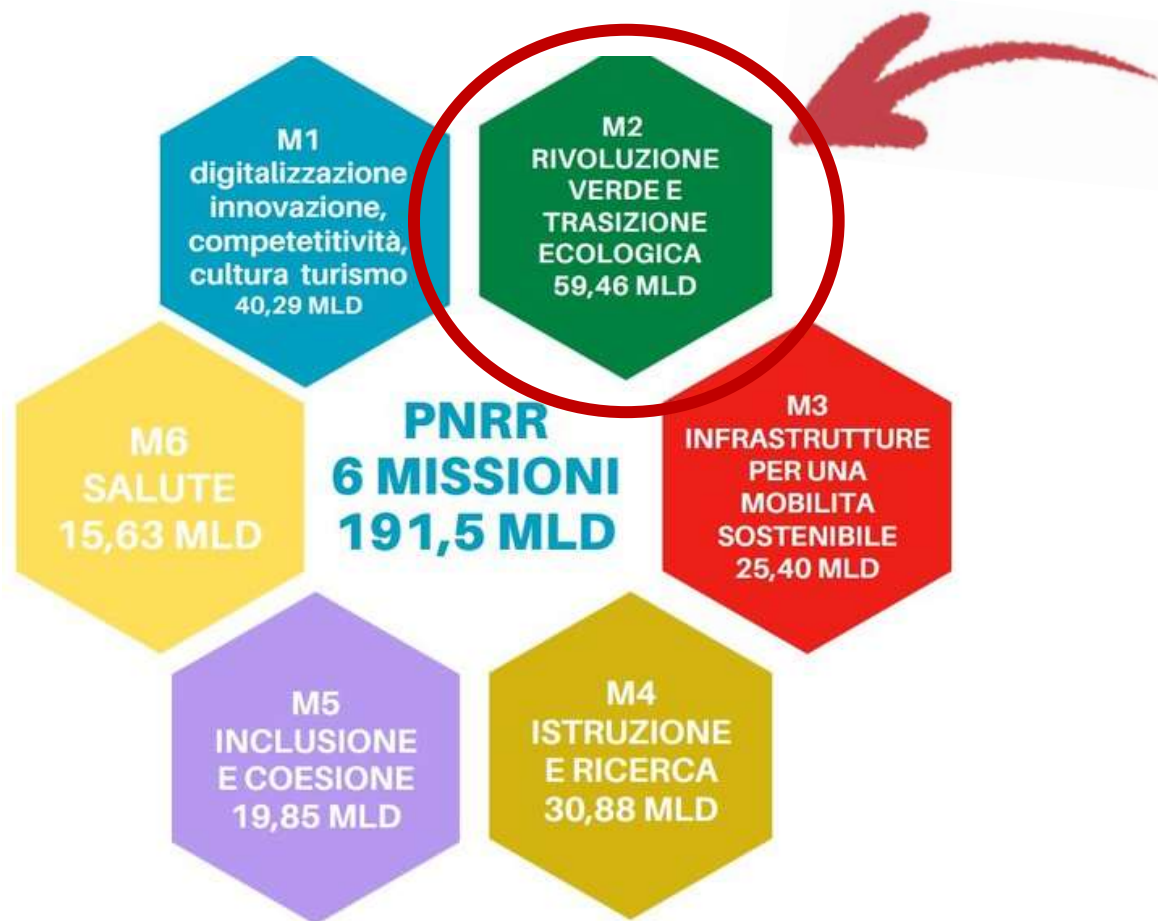 M1
digitalizzazione
innovazione,
competetitività,
cultura turismo
40,29 MLD
M2
RIVOLUZIONE
VERDE E
TRASIZIONE
ECOLOGICA
59,46 MLD
M3
INFRASTRUTTURE
PER UNA
MOBILITA
SOSTENIBILE
25,40 MLD
M6
SALUTE
15,63 MLD
PNRR
6 MISSIONI
191,5 MLD
M5
INCLUSIONE
E COESIONE
19,85 MLD
M4
ISTRUZIONE
E RICERCA
30,88 MLD